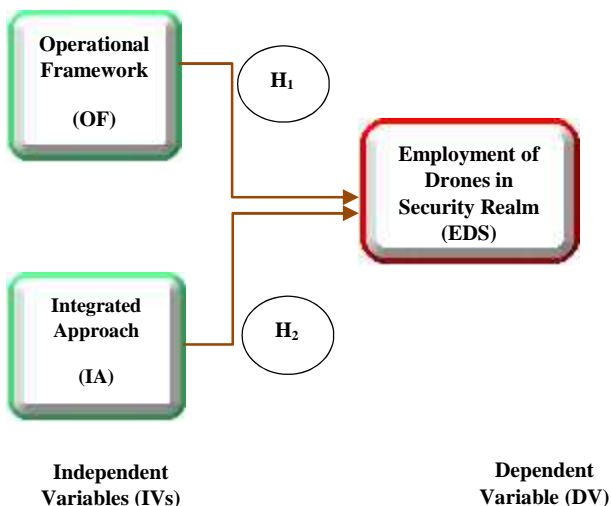 Operational
Framework
(OF)
H₁
Employment of
Drones in
Security Realm
(EDS)
Integrated
Approach
(IA)
H₂
Independent
Variables (IVs)
Dependent
Variable (DV)